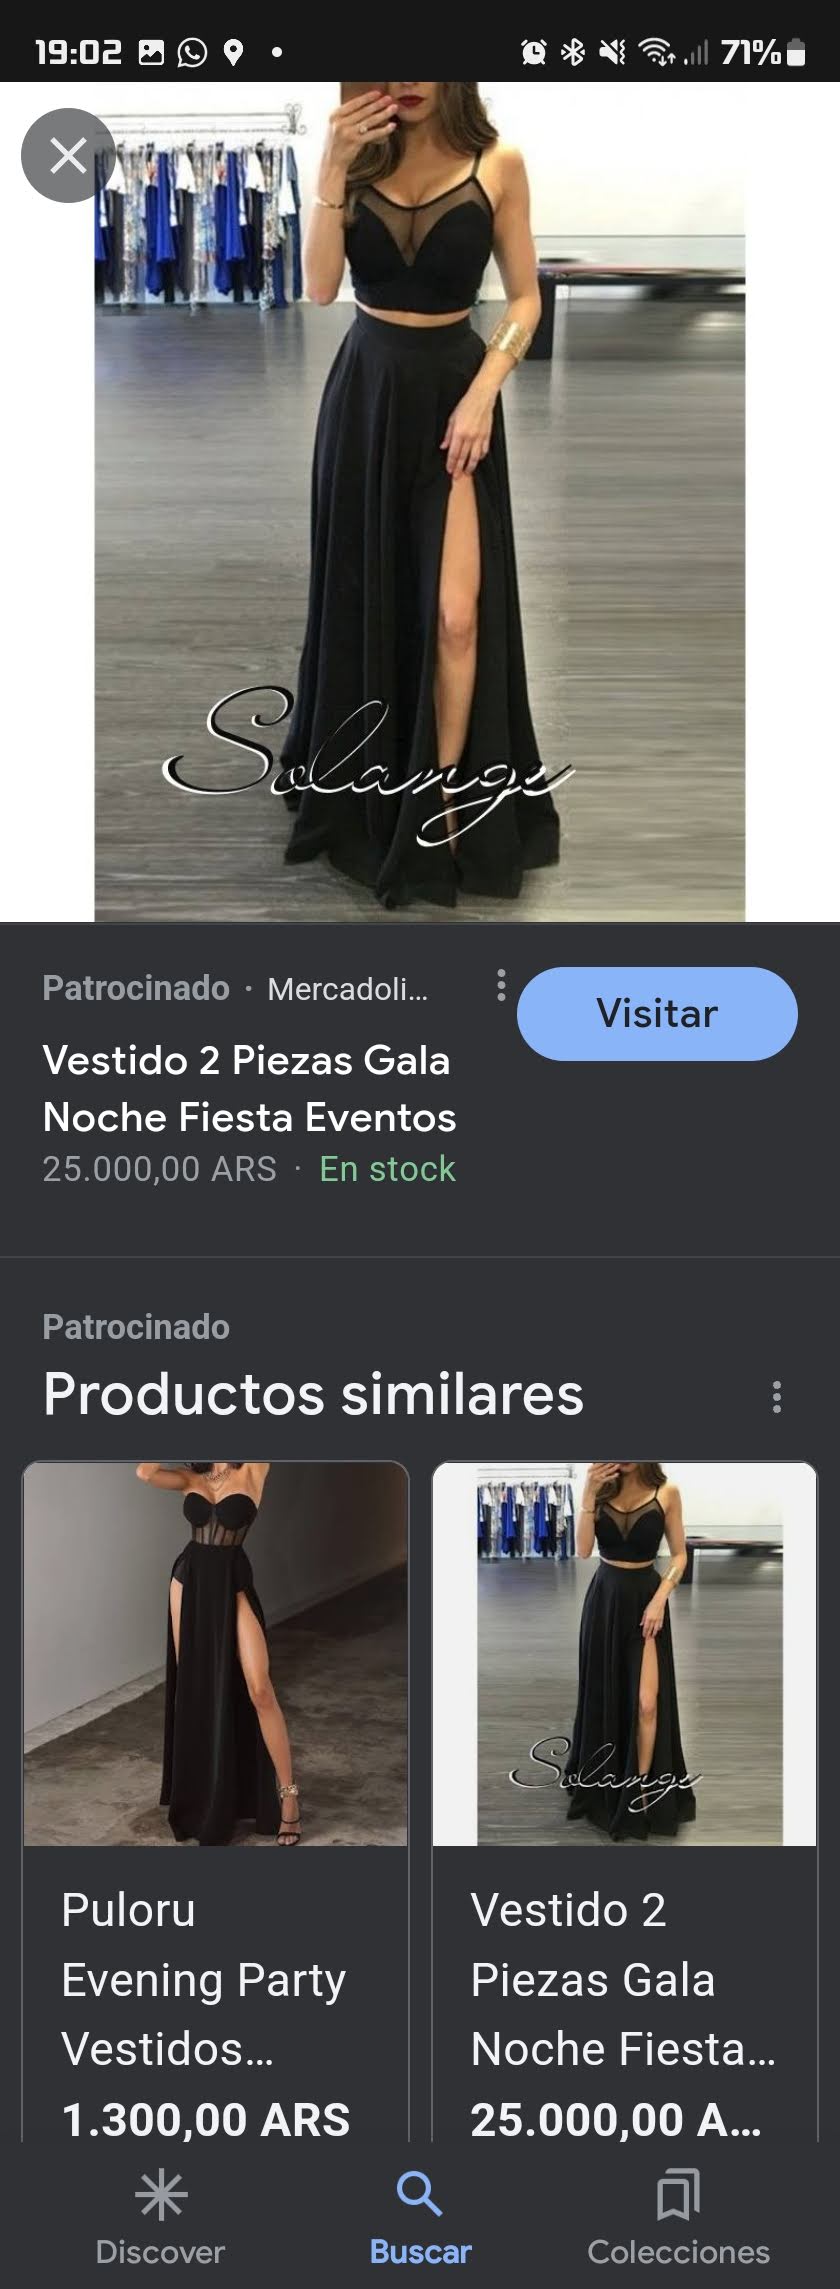 19:02
71%
Solange
Patrocinado · Mercadoli...
Visitar
Vestido 2 Piezas Gala
Noche Fiesta Eventos
25.000,00 ARS · En stock
Patrocinado
Productos similares
Solange
Puloru
Evening Party
Vestidos...
1.300,00 ARS
Vestido 2
Piezas Gala
Noche Fiesta...
25.000,00 A...
Discover
Buscar
Colecciones